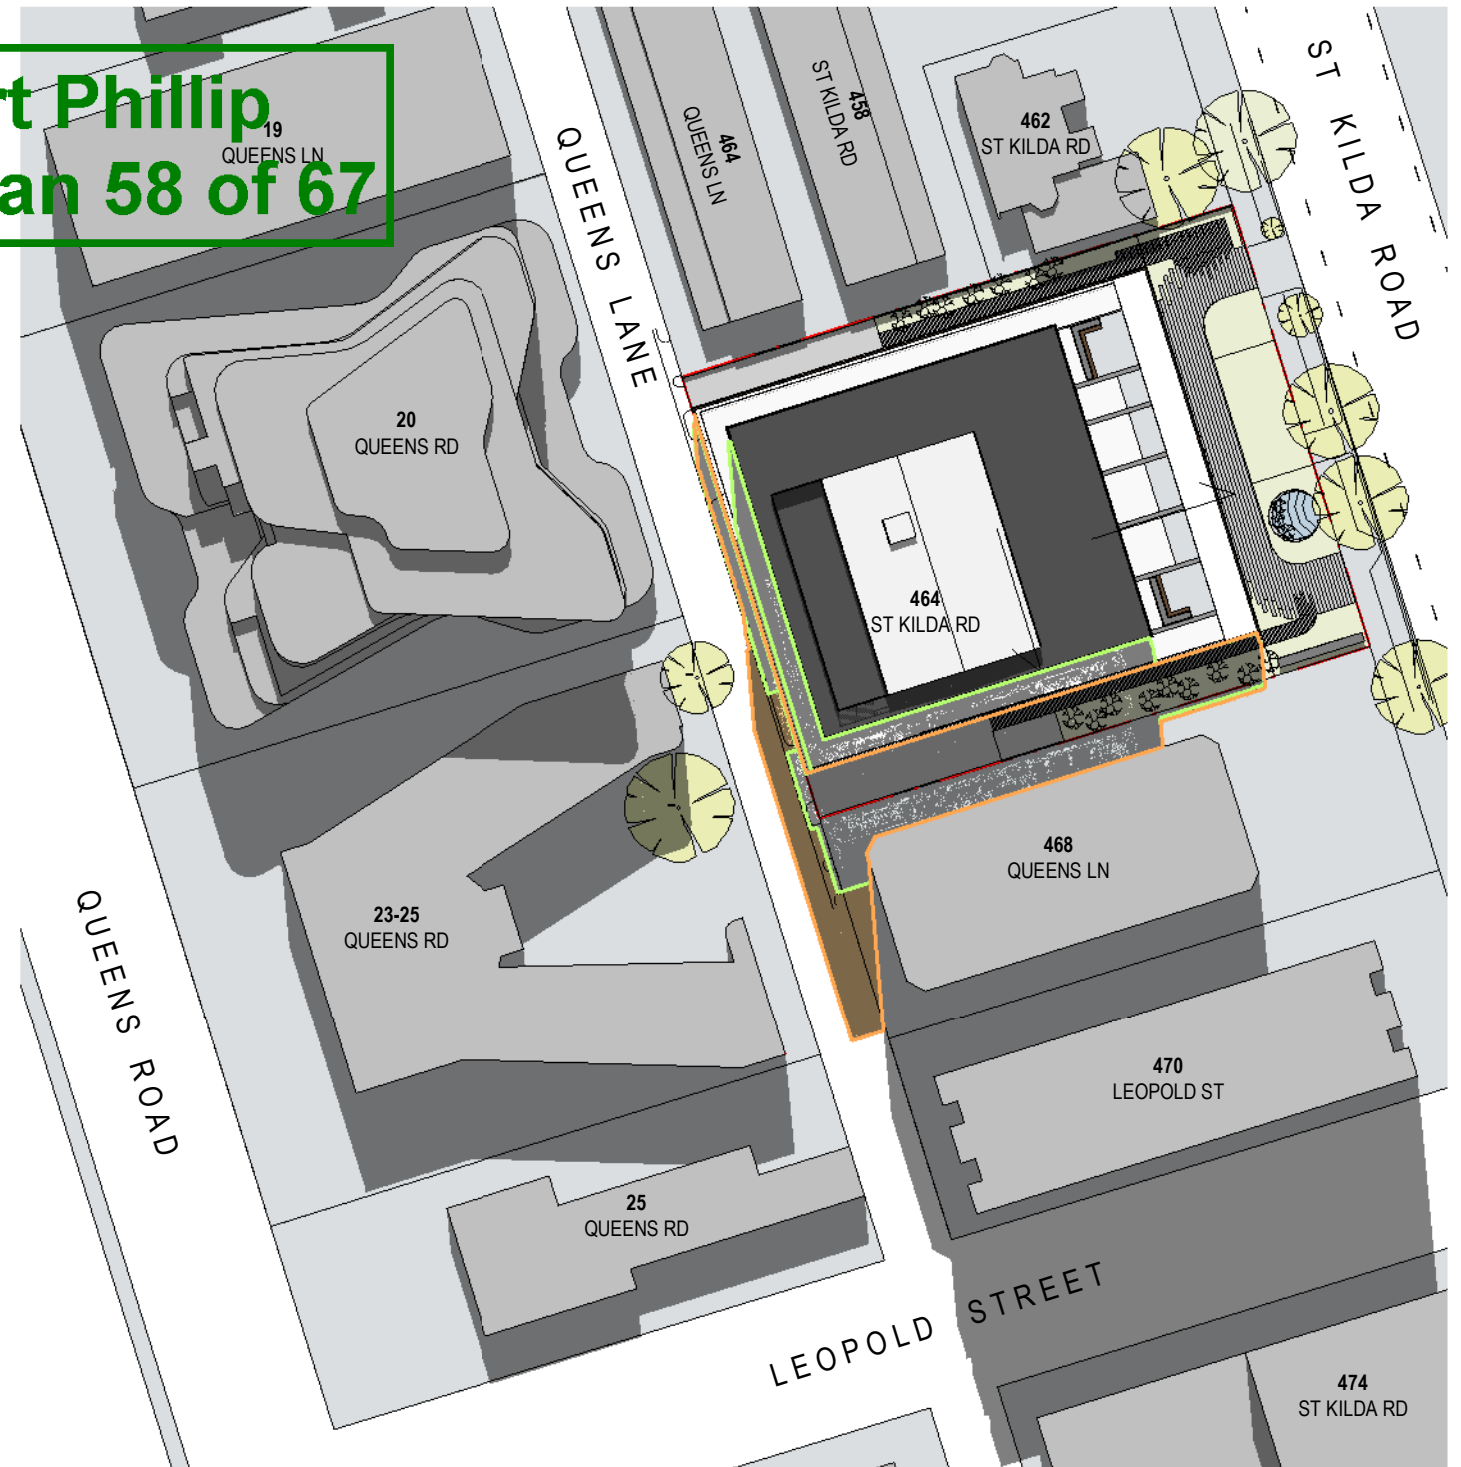 rt Phillip
an 58 of 67
19
QUEENS LN
QUEENS LANE
464
QUEENS LN
458
ST KILDA RD
462
ST KILDA RD
ST KILDA ROAD
20
QUEENS RD
464
ST KILDA RD
468
QUEENS LN
23-25
QUEENS RD
QUEENS ROAD
470
LEOPOLD ST
25
QUEENS RD
LEOPOLD STREET
474
ST KILDA RD